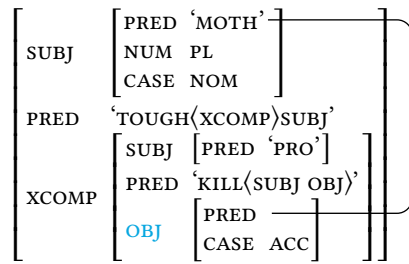 PRED ‘MOTH’
SUBJ NUM PL
CASE NOM
PRED ‘TOUGH⟨XCOMP⟩SUBJ’
SUBJ [PRED ‘PRO’]
PRED ‘KILL⟨SUBJ OBJ⟩’
XCOMP
PRED
OBJ
CASE ACC